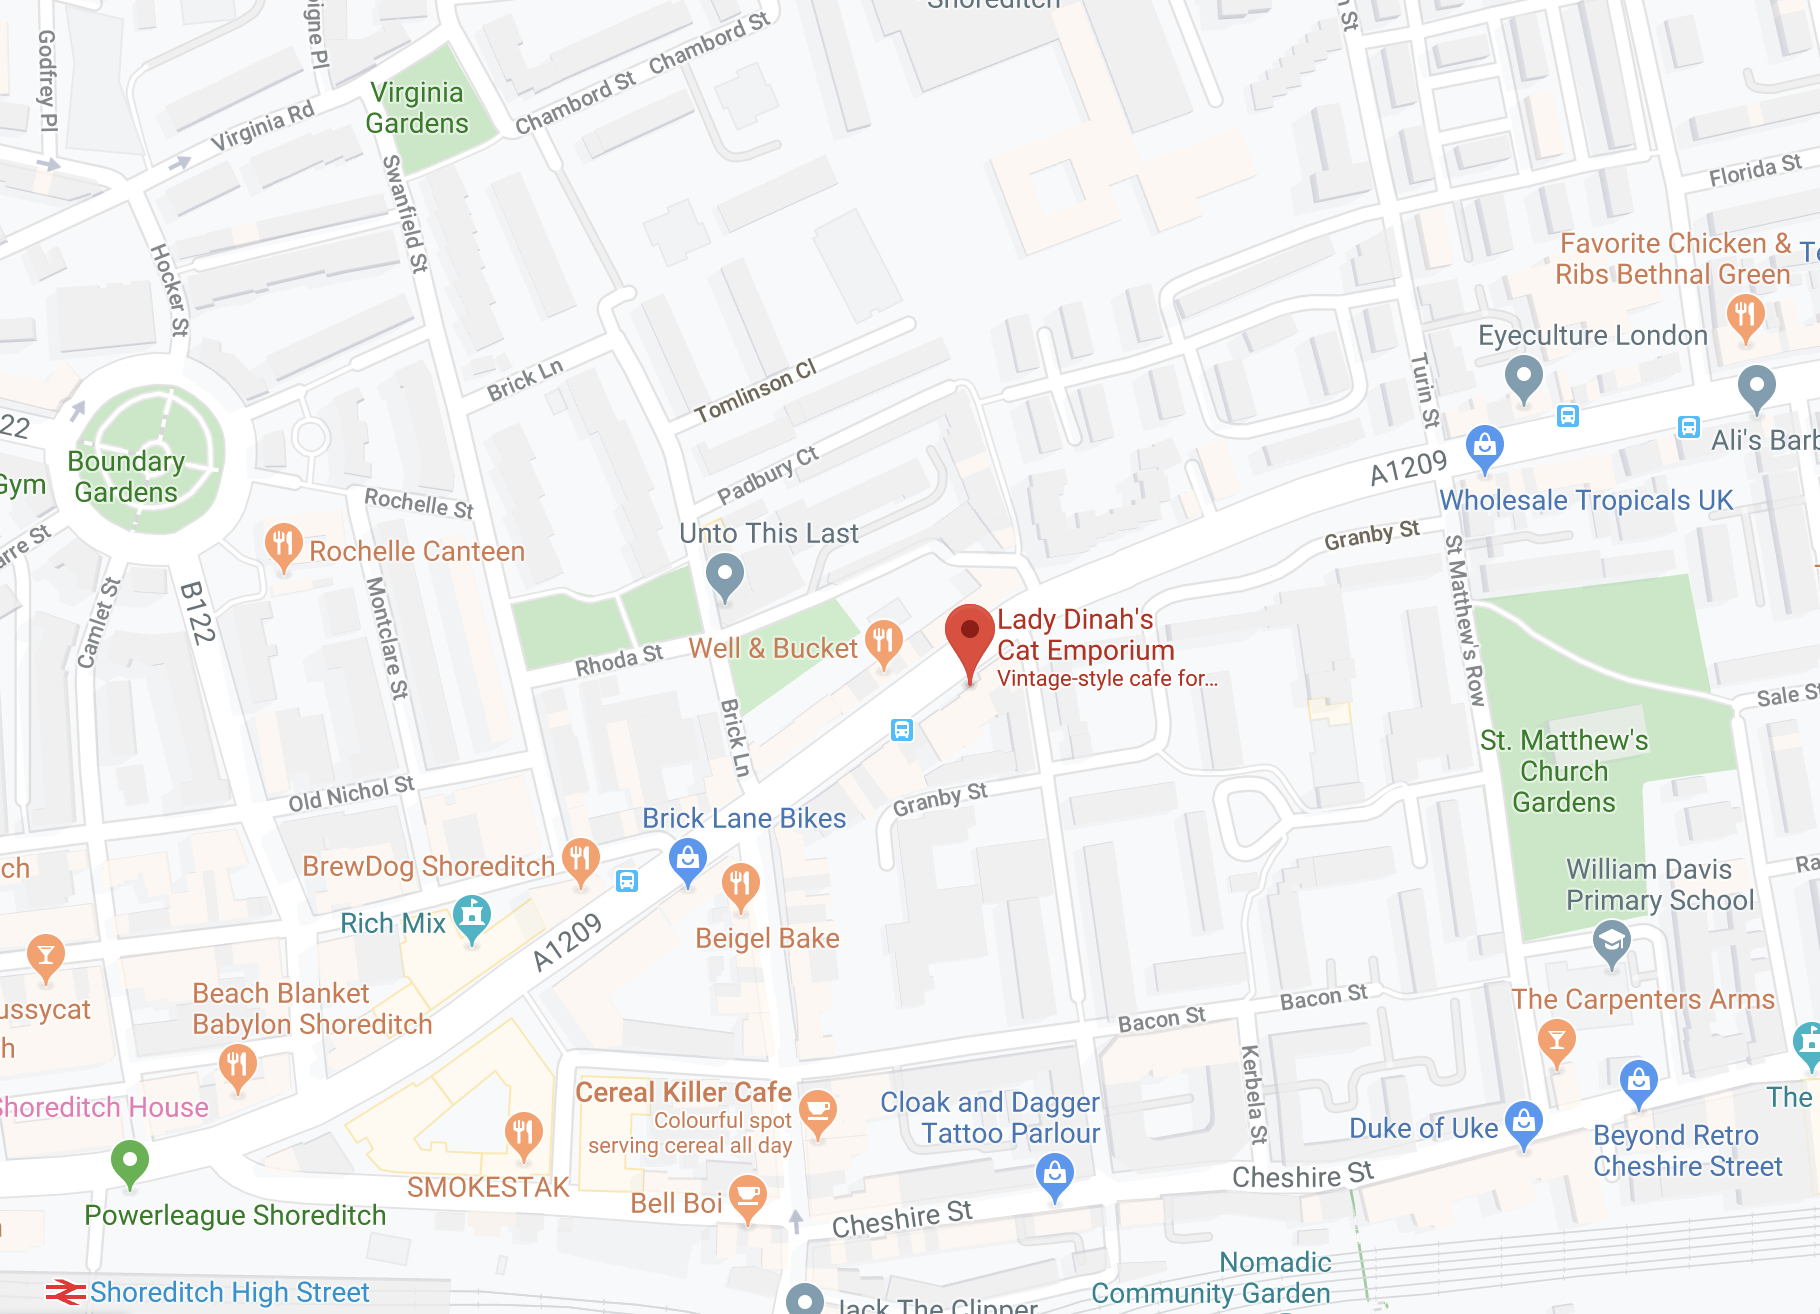 Shoreditch
Godfrey Pl
Chambord St
Chambord St
Virginia
Gardens
Virginia Rd
Swanfield St
Hocker St
Florida St
Favorite Chicken &
Ribs Bethnal Green
Eyeculture London
Turin St
Brick Ln
Tomlinson Cl
Padbury Ct
Boundary
Gardens
Gym
22
Ali's Barb
A1209
Wholesale Tropicals UK
Rochelle St
Rochelle Canteen
Unto This Last
Granby St
St Matthew's Row
Camlet St
B122
Montclare St
Lady Dinah's
Cat Emporium
Vintage-style cafe for...
Well & Bucket
Rhoda St
Brick Ln
Sale St
St. Matthew's
Church
Gardens
Old Nichol St
Granby St
Brick Lane Bikes
BrewDog Shoreditch
William Davis
Primary School
Rich Mix
A1209
Beigel Bake
Beach Blanket
Babylon Shoreditch
ussycat
Bacon St
Bacon St
The Carpenters Arms
Kerbela St
Shoreditch House
Cereal Killer Cafe
Colourful spot
serving cereal all day
Cloak and Dagger
Tattoo Parlour
The
Duke of Uke
Beyond Retro
Cheshire Street
SMOKESTAK
Bell Boi
Cheshire St
Cheshire St
Powerleague Shoreditch
Nomadic
Community Garden
Shoreditch High Street
Jack The Clipper